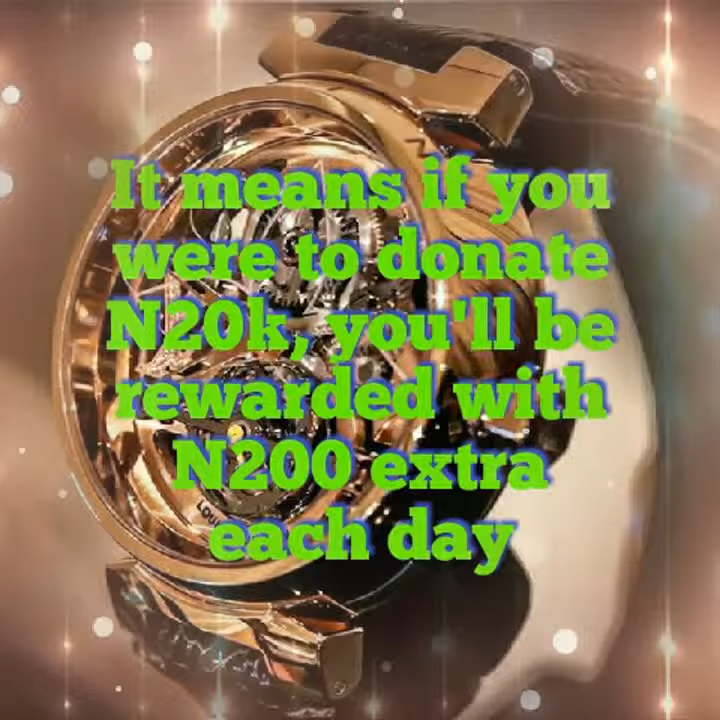 It means if you
were to donate
N20k, you'll be
rewarded with
N200 extra
each day